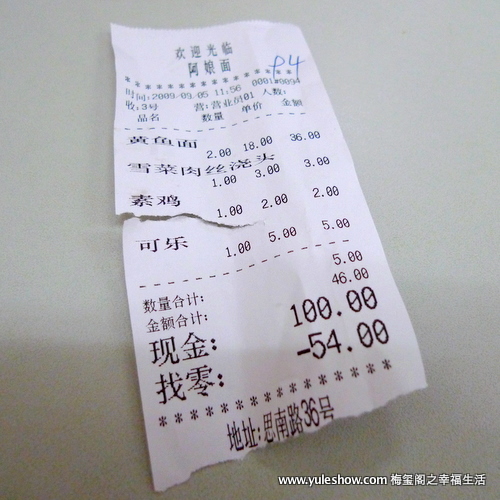 欢迎光临
阿娘面
P4
****************
0001#0094
时间:2009/09/05 11:56 人数:
收:3号 营:营业员01
品名 数量 单价 金额
黄鱼面
2.00 18.00 36.00
雪菜肉丝浇头
1.00 3.00 3.00
素鸡
1.00 2.00 2.00
可乐
1.00 5.00 5.00
数量合计: 5.00
金额合计: 46.00
现金: 100.00
找零: -54.00
****************
地址:思南路36号
www.yuleshow.com 梅玺阁之幸福生活